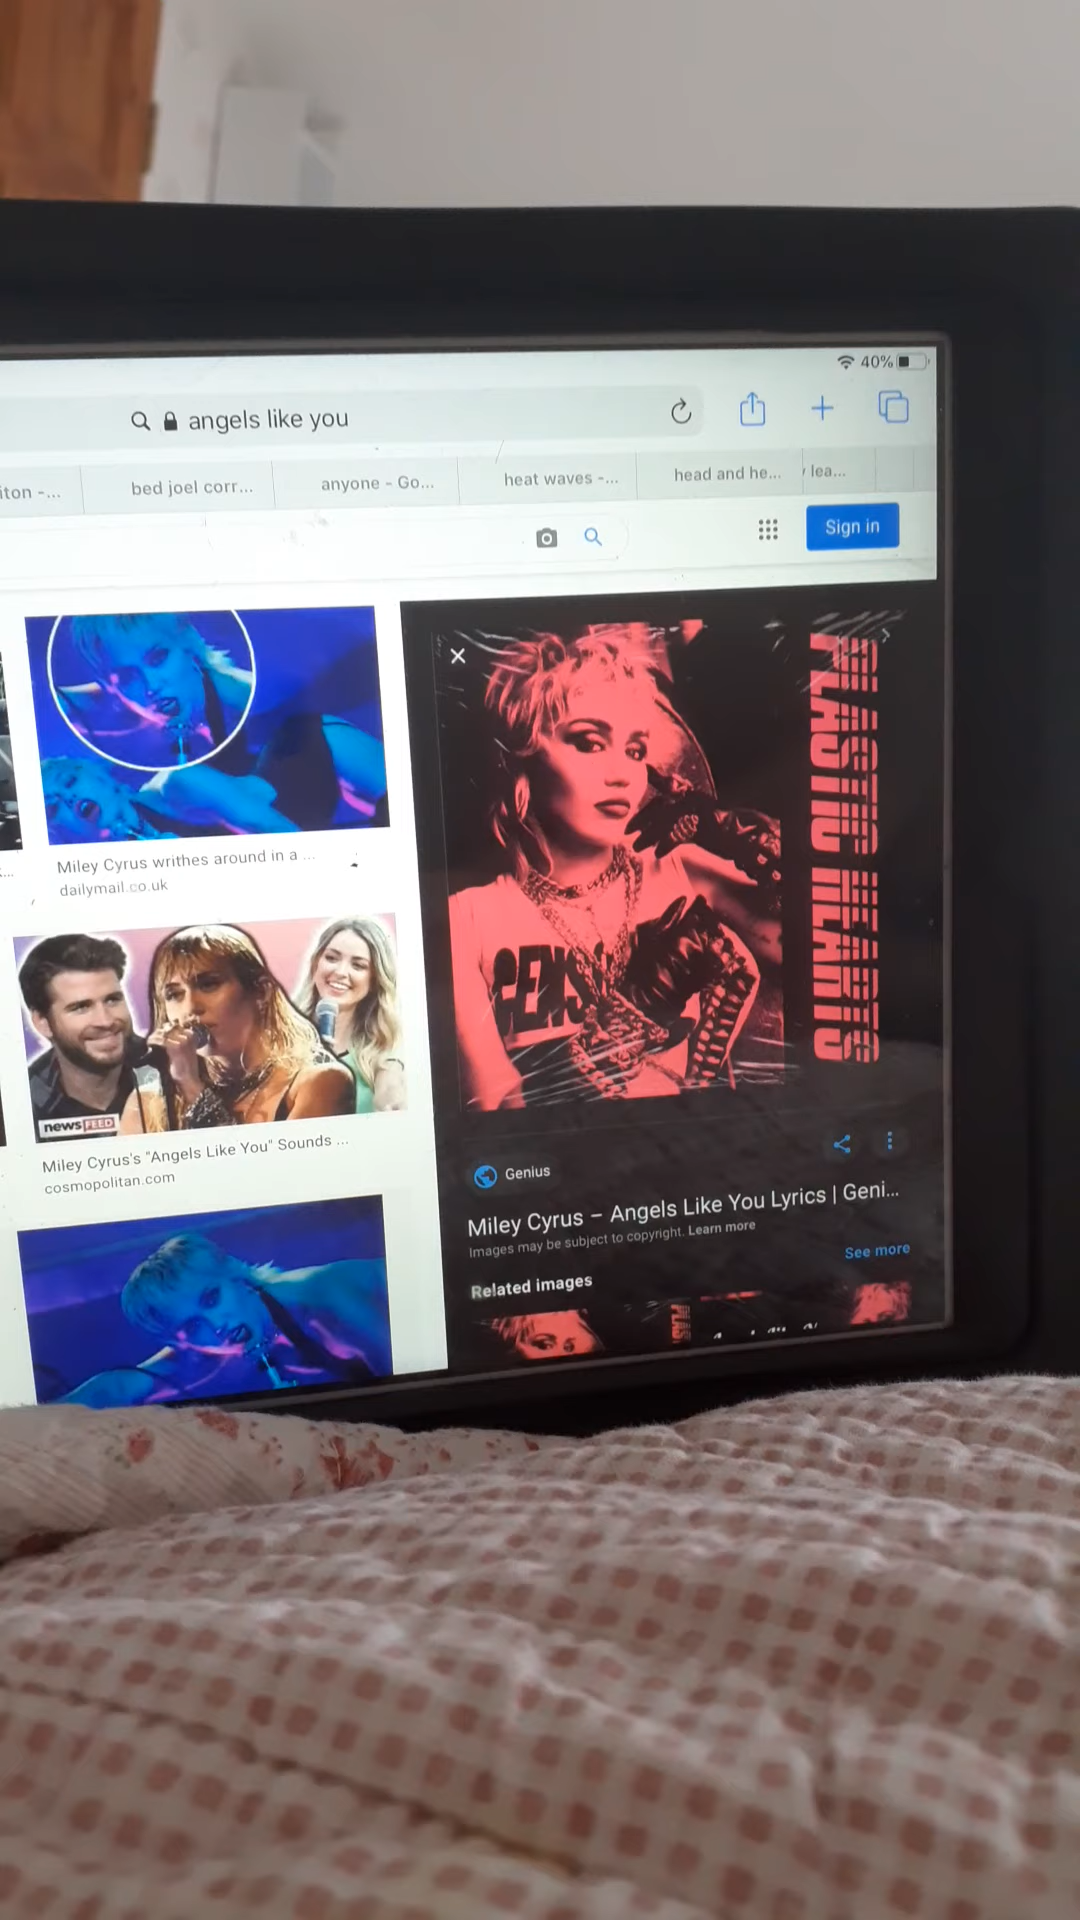 40%
angels like you
iton -...
bed joel corr...
anyone - Go...
heat waves -...
head and he...
lea...
Sign in
PLASTIC HEARTS
Miley Cyrus writhes around in a ...
dailymail.co.uk
news FEED
Miley Cyrus's "Angels Like You" Sounds ...
cosmopolitan.com
Genius
Miley Cyrus – Angels Like You Lyrics | Geni...
Images may be subject to copyright. Learn more
See more
Related images